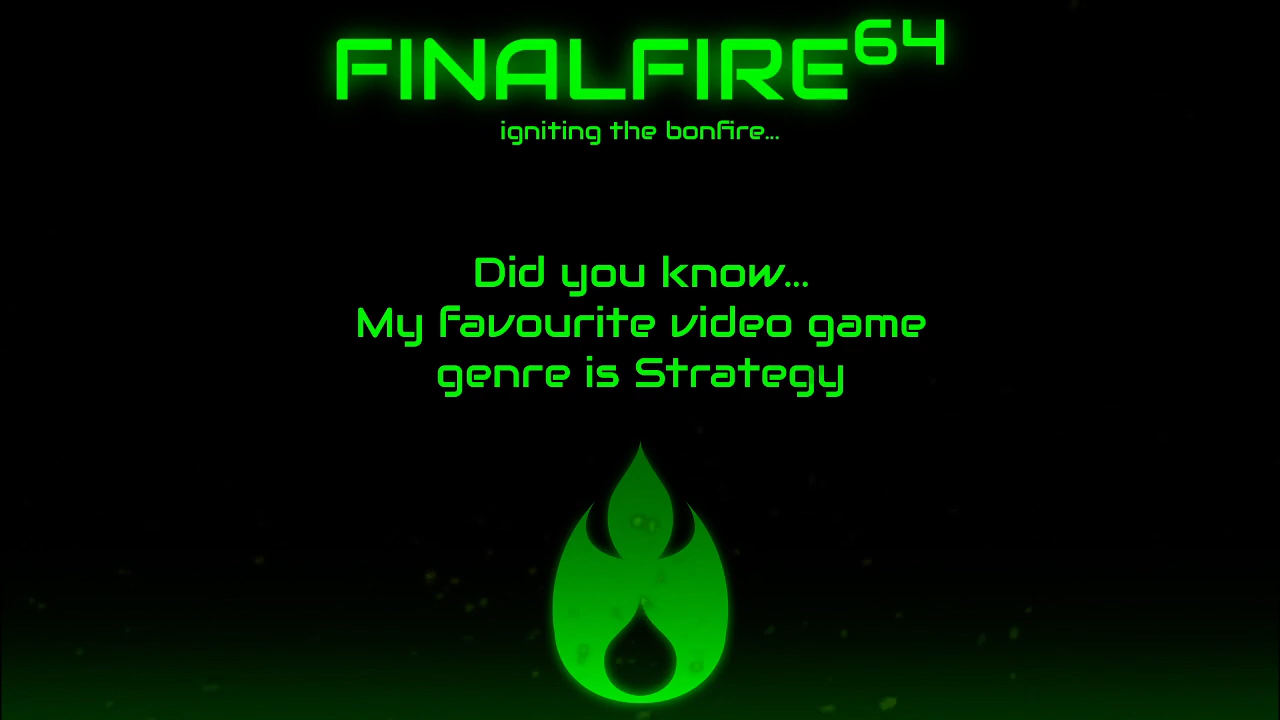 FINALFIRE64
igniting the bonfire...
Did you know...
My favourite video game
genre is Strategy